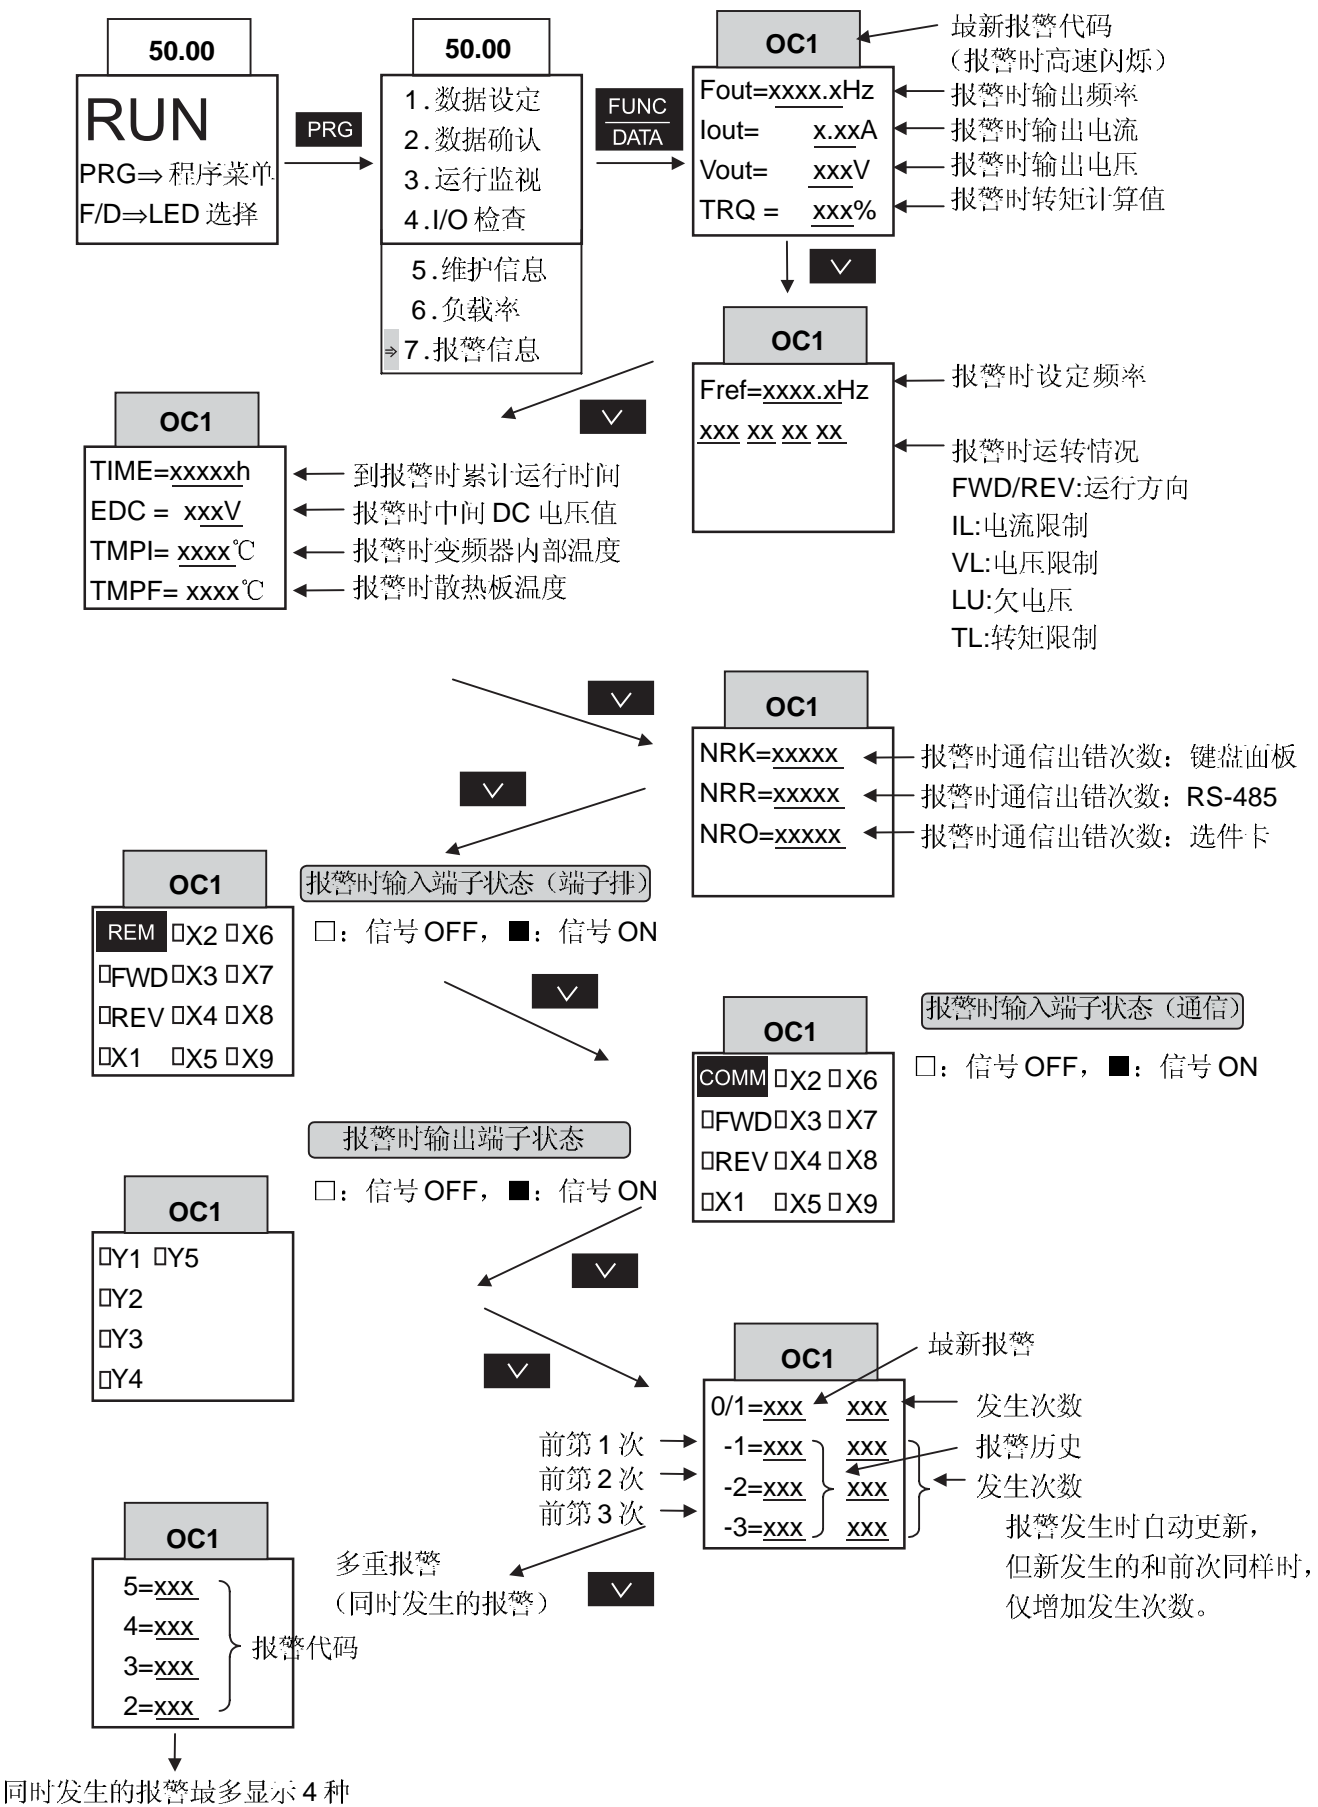 50.00
RUN
PRG⇒程序菜单
F/D⇒LED 选择
PRG
50.00
1.数据设定
2.数据确认
3.运行监视
4.I/O 检查
5.维护信息
6.负载率
⇒ 7.报警信息
FUNC
DATA
OC1
Fout=xxxx.xHz
Iout= x.xxA
Vout= xxxV
TRQ = xxx%
最新报警代码
（报警时高速闪烁）
报警时输出频率
报警时输出电流
报警时输出电压
报警时转矩计算值
OC1
Fref=xxxx.xHz
xxx xx xx xx
报警时设定频率
报警时运转情况
FWD/REV:运行方向
IL:电流限制
VL:电压限制
LU:欠电压
TL:转矩限制
OC1
TIME=xxxxxh
EDC = xxxV
TMPI= xxxx℃
TMPF= xxxx℃
到报警时累计运行时间
报警时中间 DC 电压值
报警时变频器内部温度
报警时散热板温度
OC1
NRK=xxxxx
NRR=xxxxx
NRO=xxxxx
报警时通信出错次数：键盘面板
报警时通信出错次数：RS-485
报警时通信出错次数：选件卡
OC1
REM □X2 □X6
□FWD □X3 □X7
□REV □X4 □X8
□X1 □X5 □X9
报警时输入端子状态（端子排）
□：信号 OFF，■：信号 ON
OC1
COMM □X2 □X6
□FWD □X3 □X7
□REV □X4 □X8
□X1 □X5 □X9
报警时输入端子状态（通信）
□：信号 OFF，■：信号 ON
报警时输出端子状态
□：信号 OFF，■：信号 ON
OC1
□Y1 □Y5
□Y2
□Y3
□Y4
OC1
0/1=xxx xxx
-1=xxx xxx
-2=xxx xxx
-3=xxx xxx
最新报警
发生次数
报警历史
发生次数
前第 1 次
前第 2 次
前第 3 次
报警发生时自动更新，
但新发生的和前次同样时，
仅增加发生次数。
多重报警
（同时发生的报警）
OC1
5=xxx
4=xxx
3=xxx
2=xxx
报警代码
同时发生的报警最多显示 4 种